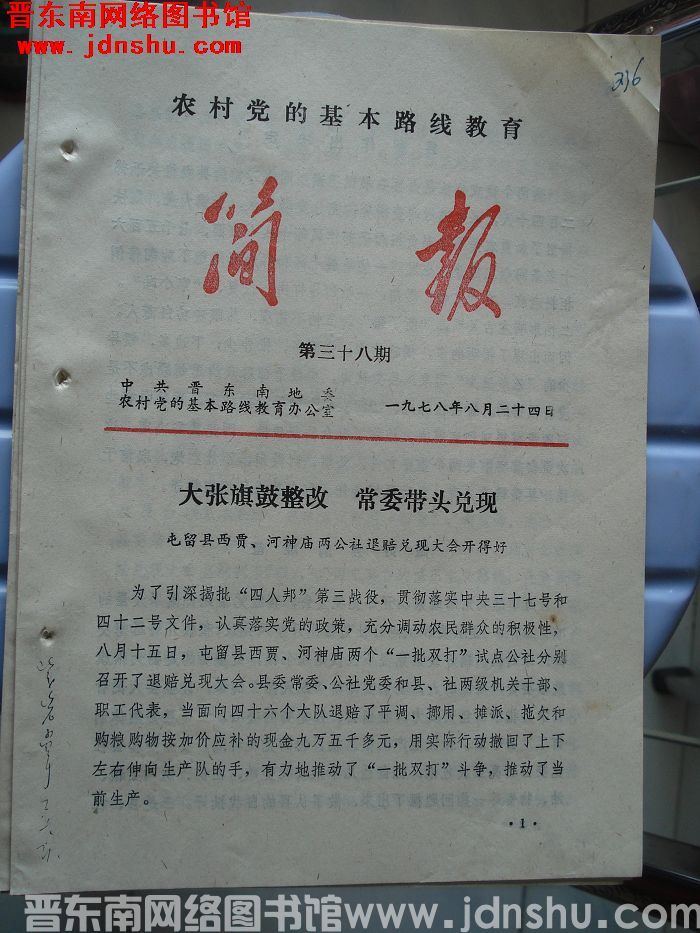 晋东南网络图书馆
www.jdnshu.com
336
农村党的基本路线教育
简报
第三十八期
中共晋东南地委
农村党的基本路线教育办公室
一九七八年八月二十四日
大张旗鼓整改 常委带头兑现
屯留县西贾、河神庙两公社退赔兑现大会开得好
为了引深揭批“四人邦”第三战役，贯彻落实中央三十七号和
四十二号文件，认真落实党的政策，充分调动农民群众的积极性，
八月十五日，屯留县西贾、河神庙两个“一批双打”试点公社分别
召开了退赔兑现大会。县委常委、公社党委和县、社两级机关干部、
职工代表，当面向四十六个大队退赔了平调、挪用、摊派、拖欠和
购粮购物按加价应补的现金九万五千多元，用实际行动撤回了上下
左右伸向生产队的手，有力地推动了“一批双打”斗争，推动了当
前生产。
·1·
晋东南网络图书馆www.jdnshu.com